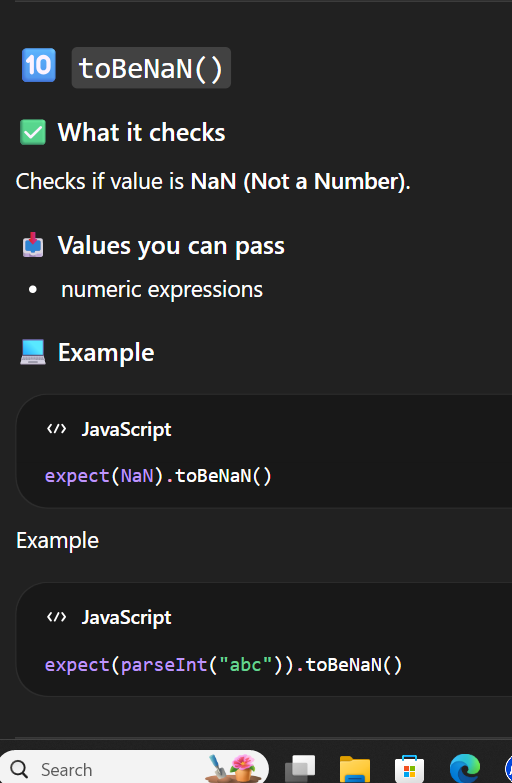 10 toBeNaN()
What it checks
Checks if value is NaN (Not a Number).
Values you can pass
• numeric expressions
Example
</> JavaScript
expect(NaN).toBeNaN()
Example
</> JavaScript
expect(parseInt("abc")).toBeNaN()
Search